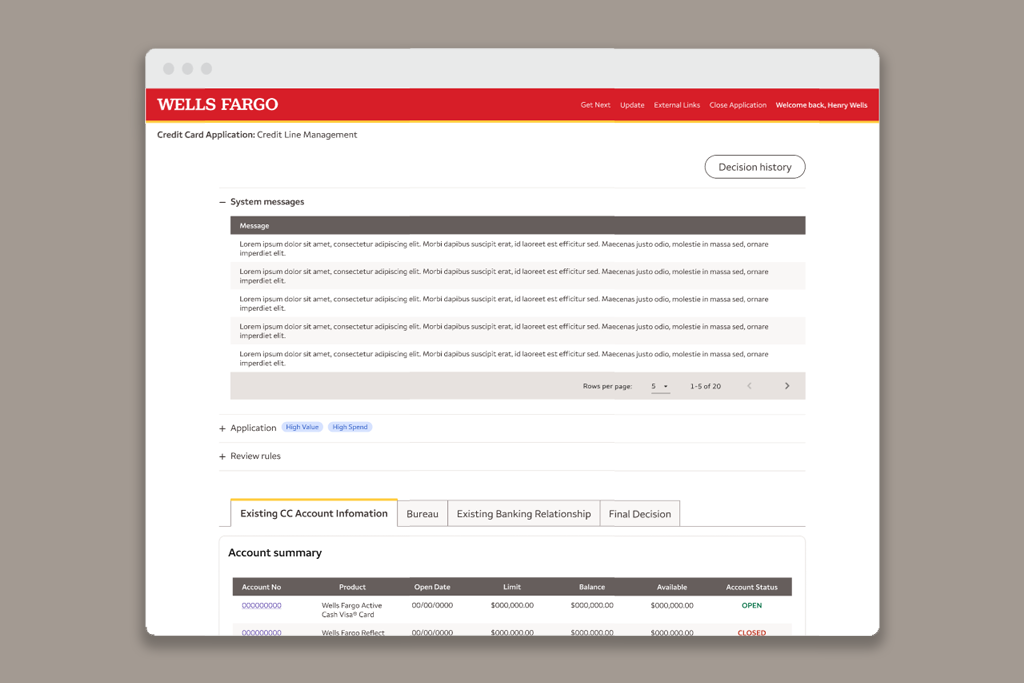 WELLS FARGO
Get Next Update External Links Close Application Welcome back, Henry Wells
Credit Card Application: Credit Line Management
Decision history
System messages
Message
Lorem ipsum dolor sit amet, consectetur adipiscing elit. Morbi dapibus suscipit erat, id laoreet est efficitur sed. Maecenas justo odio, molestie in massa sed, ornare
imperdiet elit.
Lorem ipsum dolor sit amet, consectetur adipiscing elit. Morbi dapibus suscipit erat, id laoreet est efficitur sed. Maecenas justo odio, molestie in massa sed, ornare
imperdiet elit.
Lorem ipsum dolor sit amet, consectetur adipiscing elit. Morbi dapibus suscipit erat, id laoreet est efficitur sed. Maecenas justo odio, molestie in massa sed, ornare
imperdiet elit.
Lorem ipsum dolor sit amet, consectetur adipiscing elit. Morbi dapibus suscipit erat, id laoreet est efficitur sed. Maecenas justo odio, molestie in massa sed, ornare
imperdiet elit.
Lorem ipsum dolor sit amet, consectetur adipiscing elit. Morbi dapibus suscipit erat, id laoreet est efficitur sed. Maecenas justo odio, molestie in massa sed, ornare
imperdiet elit.
Rows per page: 5 1-5 of 20
Application High Value High Spend
Review rules
Existing CC Account Infomation Bureau Existing Banking Relationship Final Decision
Account summary
Account No Product Open Date Limit Balance Available Account Status
000000000 Wells Fargo Active 00/00/0000 $000,000.00 $000,000.00 $000,000.00 OPEN
Cash Visa® Card
000000000 Wells Fargo Reflect 00/00/0000 $000,000.00 $000,000.00 $000,000.00 CLOSED